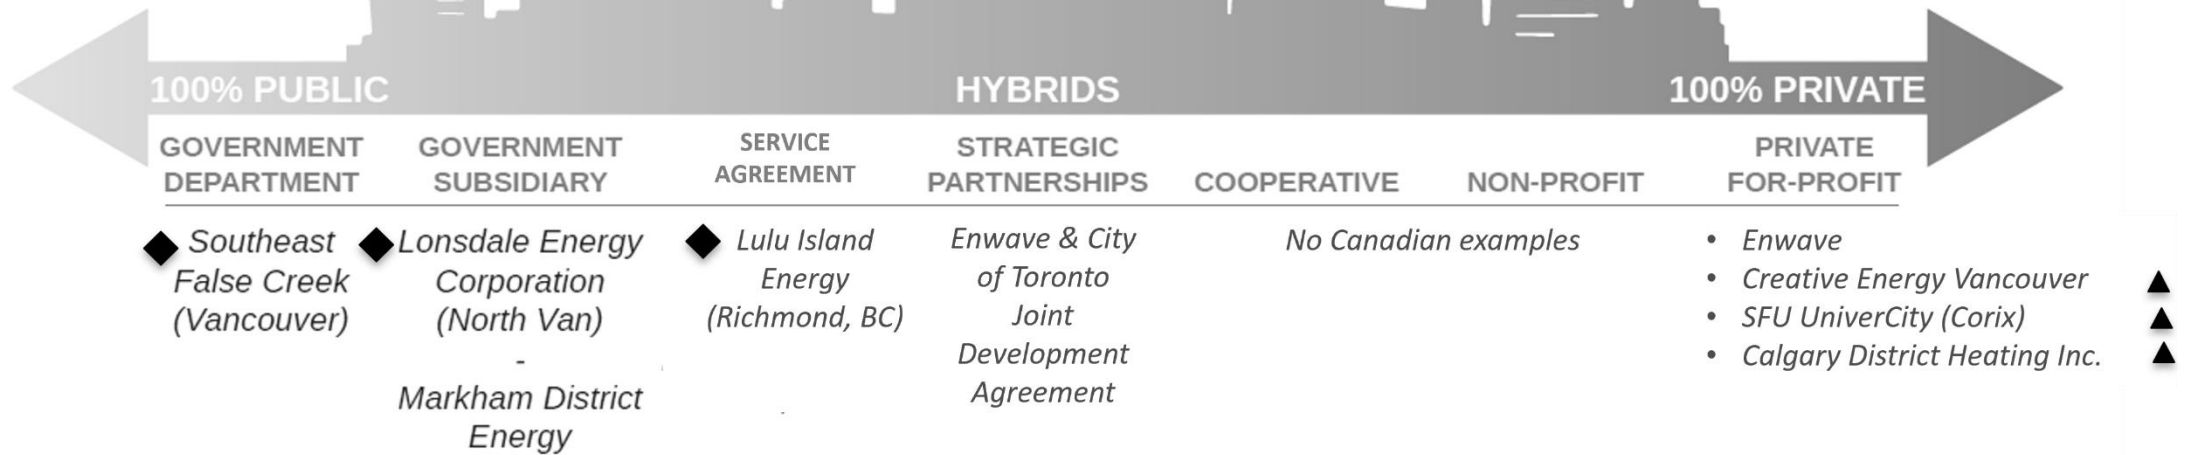 100% PUBLIC
HYBRIDS
100% PRIVATE
GOVERNMENT
DEPARTMENT
GOVERNMENT
SUBSIDIARY
SERVICE
AGREEMENT
STRATEGIC
PARTNERSHIPS
COOPERATIVE
NON-PROFIT
PRIVATE
FOR-PROFIT
◆ Southeast
False Creek
(Vancouver)
◆ Lonsdale Energy
Corporation
(North Van)
-
Markham District
Energy
◆ Lulu Island
Energy
(Richmond, BC)
Enwave & City
of Toronto
Joint
Development
Agreement
No Canadian examples
• Enwave
• Creative Energy Vancouver ▲
• SFU UniverCity (Corix) ▲
• Calgary District Heating Inc. ▲